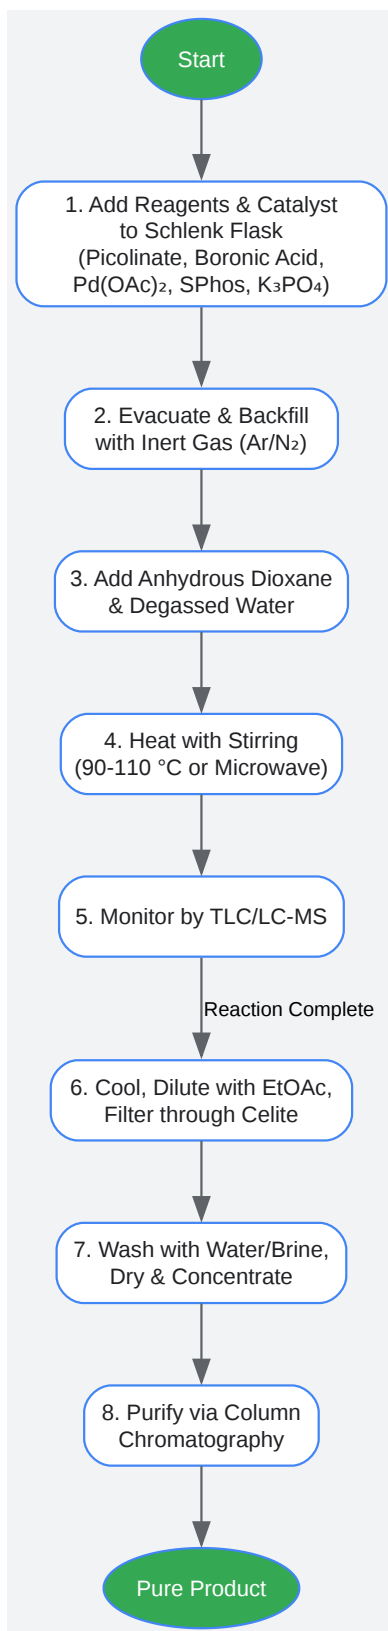 Start
1. Add Reagents & Catalyst
to Schlenk Flask
(Picolinate, Boronic Acid,
Pd(OAc)₂, SPhos, K₃PO₄)
2. Evacuate & Backfill
with Inert Gas (Ar/N₂)
3. Add Anhydrous Dioxane
& Degassed Water
4. Heat with Stirring
(90-110 °C or Microwave)
5. Monitor by TLC/LC-MS
Reaction Complete
6. Cool, Dilute with EtOAc,
Filter through Celite
7. Wash with Water/Brine,
Dry & Concentrate
8. Purify via Column
Chromatography
Pure Product